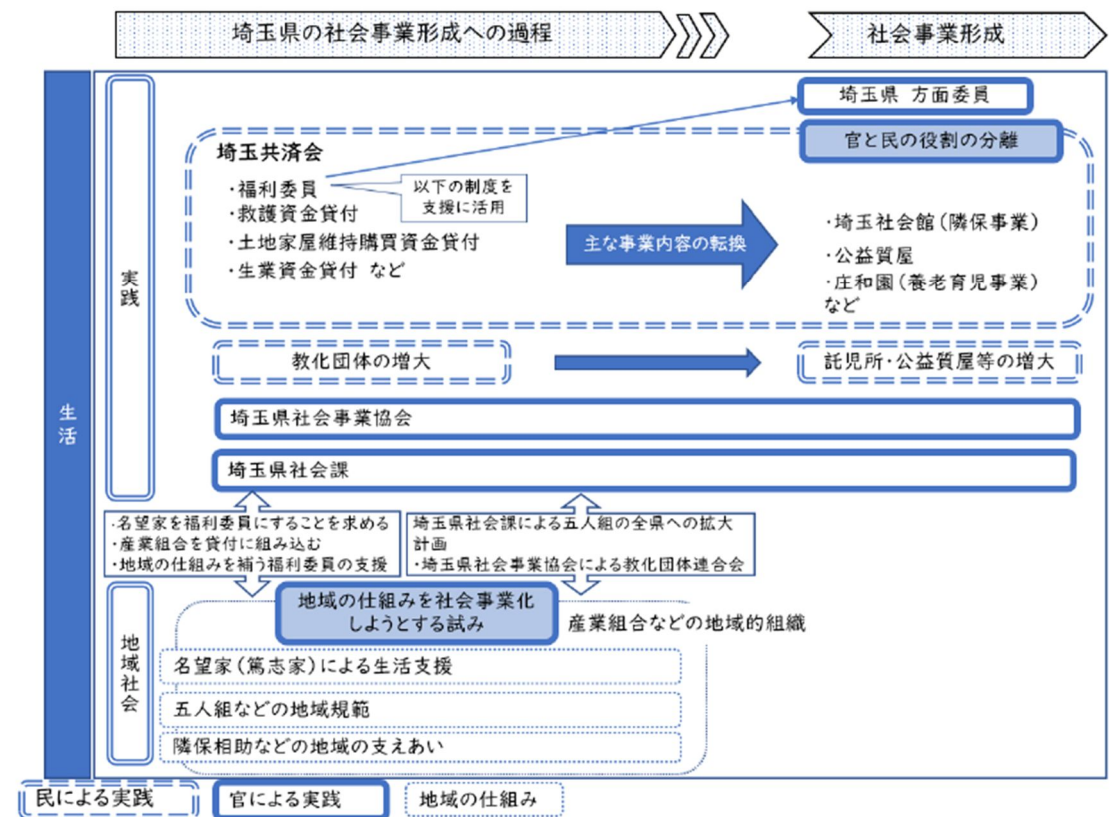 埼玉県の社会事業形成への過程
社会事業形成
生活
実践
埼玉県 方面委員
官と民の役割の分離
埼玉共済会
・福利委員
・救護資金貸付
・土地家屋維持購買資金貸付
・生業資金貸付 など
以下の制度を
支援に活用
主な事業内容の転換
・埼玉社会館(隣保事業)
・公益質屋
・庄和園(養老育児事業)
など
教化団体の増大
託児所・公益質屋等の増大
埼玉県社会事業協会
埼玉県社会課
・名望家を福利委員にすることを求める
・産業組合を貸付に組み込む
・地域の仕組みを補う福利委員の支援
埼玉県社会課による五人組の全県への拡大
計画
・埼玉県社会事業協会による教化団体連合会
地域社会
地域の仕組みを社会事業化
しようとする試み
産業組合などの地域的組織
名望家(篤志家)による生活支援
五人組などの地域規範
隣保相助などの地域の支えあい
民による実践
官による実践
地域の仕組み